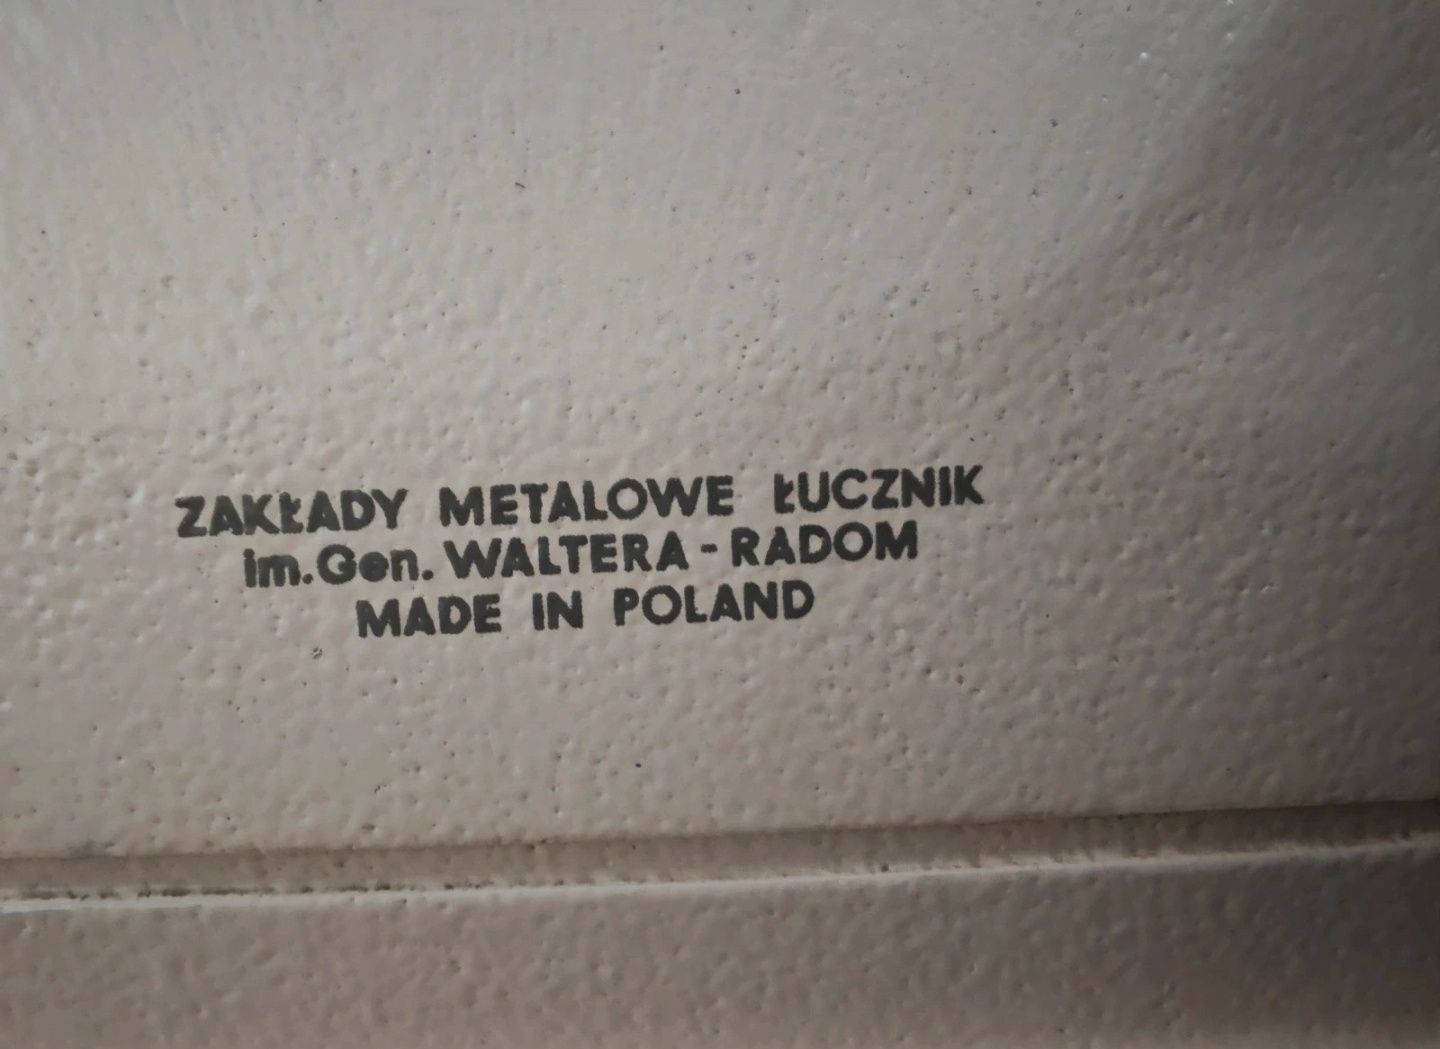 ZAKŁADY METALOWE ŁUCZNIK
im.Gen. WALTERA-RADOM
MADE IN POLAND